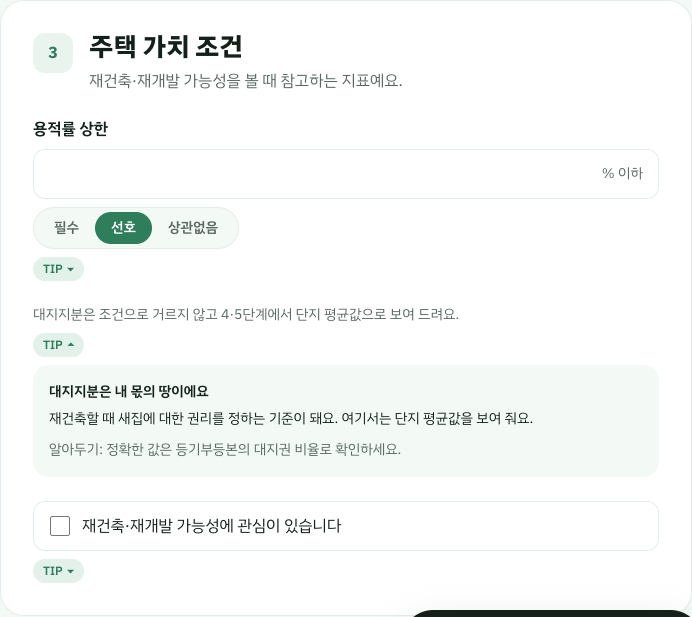 3
주택 가치 조건
재건축·재개발 가능성을 볼 때 참고하는 지표예요.
용적률 상한
% 이하
필수 선호 상관없음
TIP
대지지분은 조건으로 거르지 않고 4·5단계에서 단지 평균값으로 보여 드려요.
TIP
대지지분은 내 몫의 땅이에요
재건축할 때 새집에 대한 권리를 정하는 기준이 돼요. 여기서는 단지 평균값을 보여 줘요.
알아두기: 정확한 값은 등기부등본의 대지권 비율로 확인하세요.
재건축·재개발 가능성에 관심이 있습니다
TIP